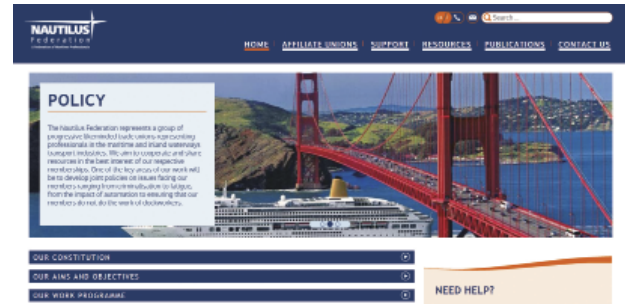 NAUTILUS
Federation
Search...
HOME AFFILIATE UNIONS SUPPORT RESOURCES PUBLICATIONS CONTACT US
POLICY
The Nautilus Federation represents a group of
progressive likeminded trade unions representing
professionals in the maritime and inland waterways
transport industries. We aim to cooperate and share
resources in the best interest of our respective
memberships. One of the key areas of our work will
be to develop joint policies on issues facing our
members ranging from criminalisation to fatigue,
from the impact of automation to ensuring that our
members do not do the work of dockworkers.
OUR CONSTITUTION
OUR AIMS AND OBJECTIVES
OUR WORK PROGRAMME
NEED HELP?